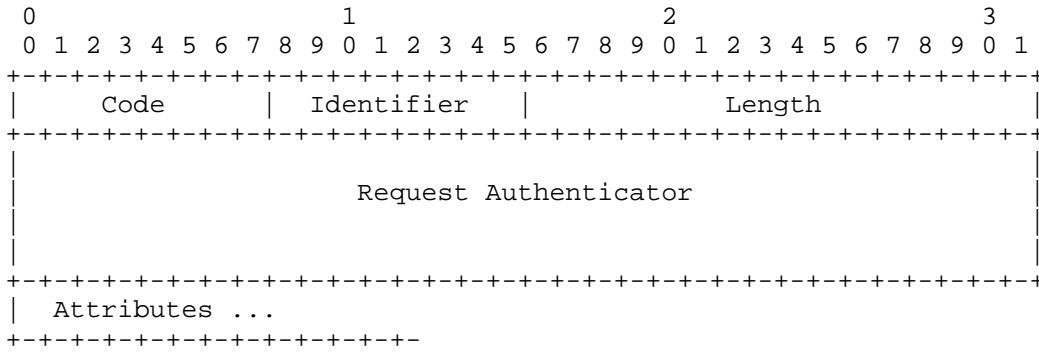 0                   1                   2                   3
 0 1 2 3 4 5 6 7 8 9 0 1 2 3 4 5 6 7 8 9 0 1 2 3 4 5 6 7 8 9 0 1
+-+-+-+-+-+-+-+-+-+-+-+-+-+-+-+-+-+-+-+-+-+-+-+-+-+-+-+-+-+-+-+-+
|     Code      |  Identifier   |            Length             |
+-+-+-+-+-+-+-+-+-+-+-+-+-+-+-+-+-+-+-+-+-+-+-+-+-+-+-+-+-+-+-+-+
|                                                               |
|                     Request Authenticator                     |
|                                                               |
|                                                               |
+-+-+-+-+-+-+-+-+-+-+-+-+-+-+-+-+-+-+-+-+-+-+-+-+-+-+-+-+-+-+-+-+
|  Attributes ...
+-+-+-+-+-+-+-+-+-+-+-+-+-